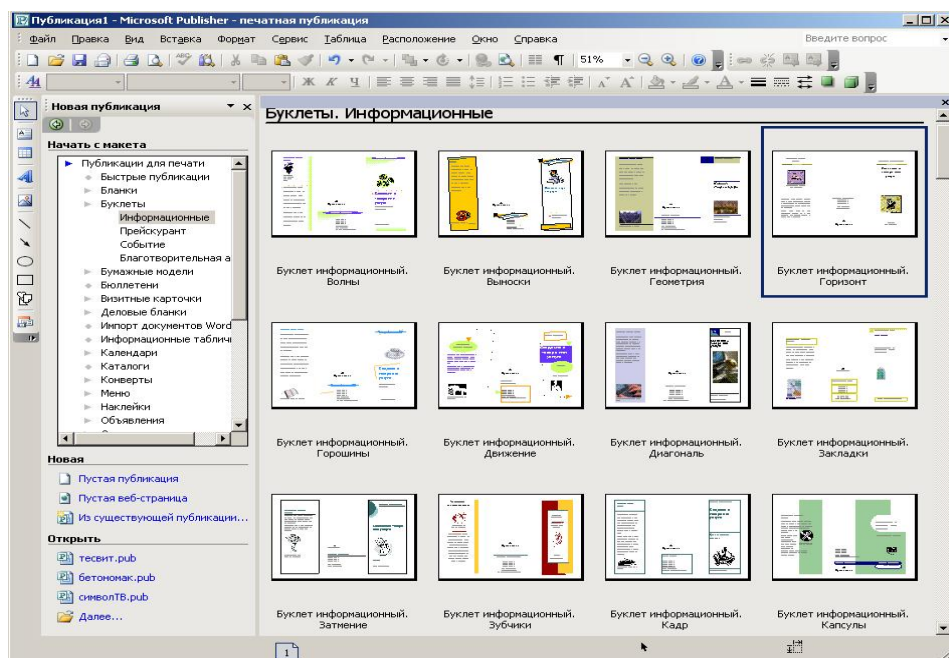 Публикация1 - Microsoft Publisher - печатная публикация
Файл Правка Вид Вставка Формат Сервис Таблица Расположение Окно Справка
Введите вопрос
51%
Ж К Ч
Новая публикация
Начать с макета
Публикации для печати
Быстрые публикации
Бланки
Буклеты
Информационные
Прейскурант
Событие
Благотворительная а
Бумажные модели
Бюллетени
Визитные карточки
Деловые бланки
Импорт документов Word
Информационные таблич
Календари
Каталоги
Конверты
Меню
Наклейки
Объявления
Новая
Пустая публикация
Пустая веб-страница
Из существующей публикации...
Открыть
тесвит.pub
бетономак.pub
символТВ.pub
Далее...
Буклеты. Информационные
Буклет информационный.
Волны
Буклет информационный.
Выноски
Буклет информационный.
Геометрия
Буклет информационный.
Горизонт
Буклет информационный.
Горошины
Буклет информационный.
Движение
Буклет информационный.
Диагональ
Буклет информационный.
Закладки
Буклет информационный.
Затмение
Буклет информационный.
Зубчики
Буклет информационный.
Кадр
Буклет информационный.
Капсулы
1